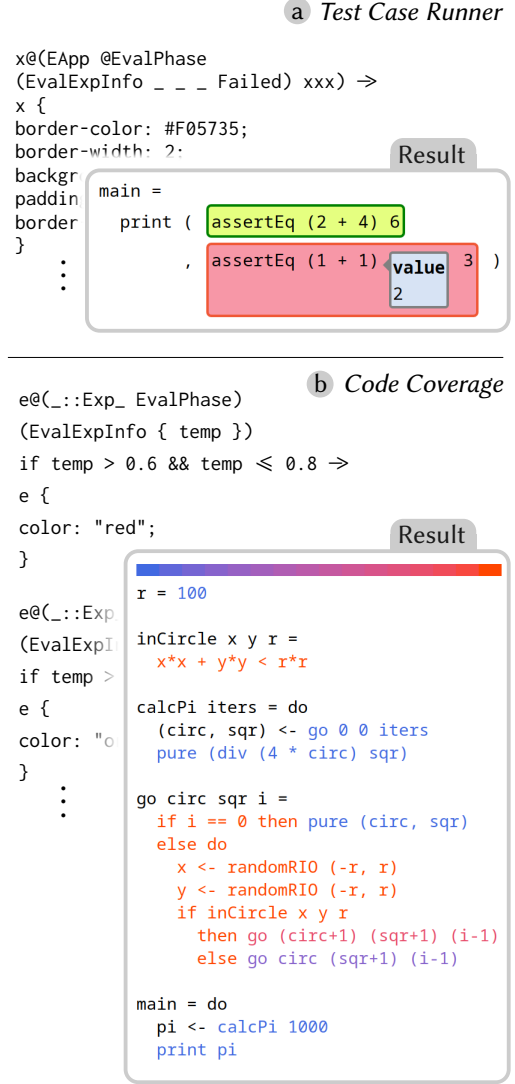 a Test Case Runner
x@(EApp @EvalPhase
(EvalExpInfo _ _ _ Failed) xxx) →
x {
border-color: #F05735;
border-width: 2;
backgr
paddin
border
}
⋮
Result
main =
print ( assertEq (2 + 4) 6
, assertEq (1 + 1) value 3 )
2
b Code Coverage
e@(_::Exp_ EvalPhase)
(EvalExpInfo { temp })
if temp > 0.6 && temp ⩽ 0.8 →
e {
color: "red";
}
e@(_::Exp_
(EvalExpI
if temp >
e {
color: "o
}
⋮
Result
r = 100
inCircle x y r =
x*x + y*y < r*r
calcPi iters = do
(circ, sqr) <- go 0 0 iters
pure (div (4 * circ) sqr)
go circ sqr i =
if i == 0 then pure (circ, sqr)
else do
x <- randomRIO (-r, r)
y <- randomRIO (-r, r)
if inCircle x y r
then go (circ+1) (sqr+1) (i-1)
else go circ (sqr+1) (i-1)
main = do
pi <- calcPi 1000
print pi